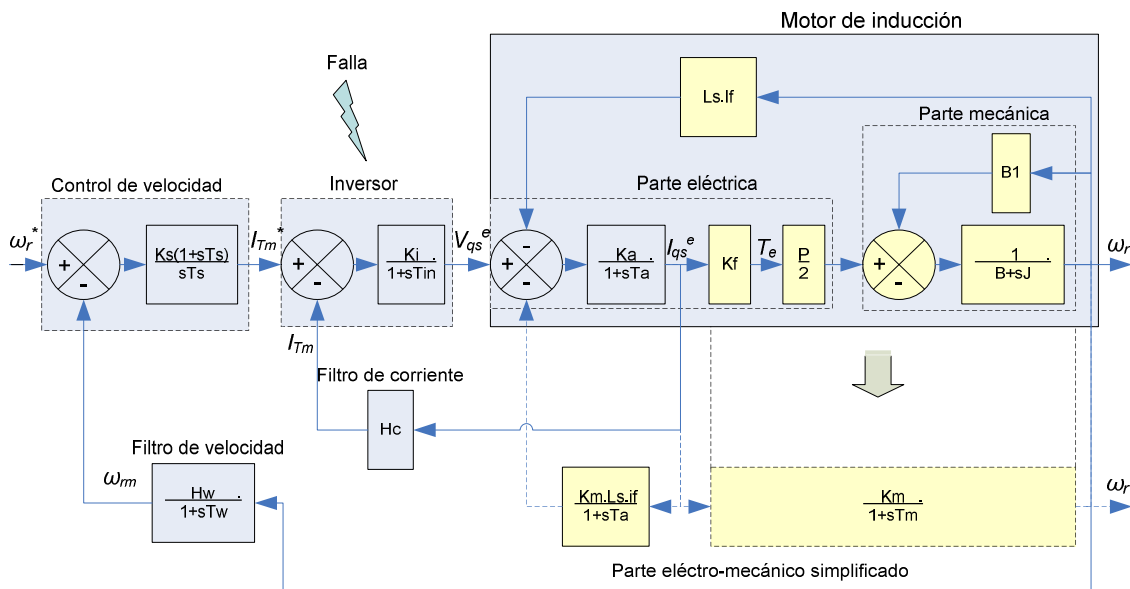 Motor de inducción
Falla
Ls.If
Parte mecánica
B1
Control de velocidad
Inversor
Parte eléctrica
ωr*
+
-
Ks(1+sTs)
sTs
ITm*
+
-
Ki .
1+sTin
Vqs^e
-
+
-
Ka .
1+sTa
Iqs^e
Kf
Te
P
2
+
-
1 .
B+sJ
ωr
ITm
Filtro de corriente
Hc
Filtro de velocidad
ωrm
Hw .
1+sTw
Km.Ls.if
1+sTa
Km .
1+sTm
ωr
Parte eléctro-mecánico simplificado